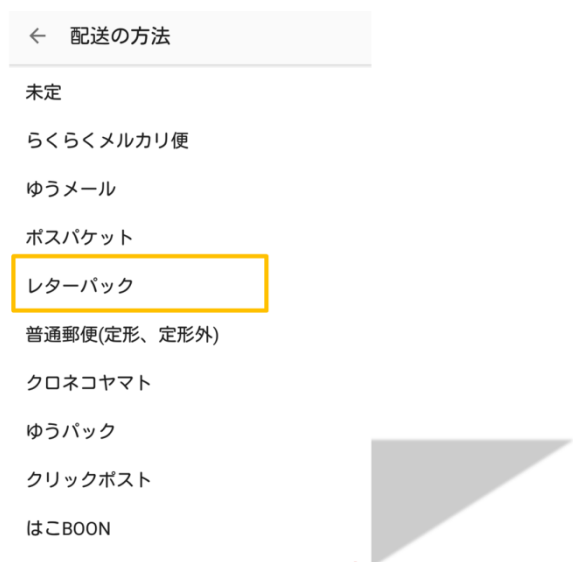 ← 配送の方法
未定
らくらくメルカリ便
ゆうメール
ポスパケット
レターパック
普通郵便(定形、定形外)
クロネコヤマト
ゆうパック
クリックポスト
はこBOON